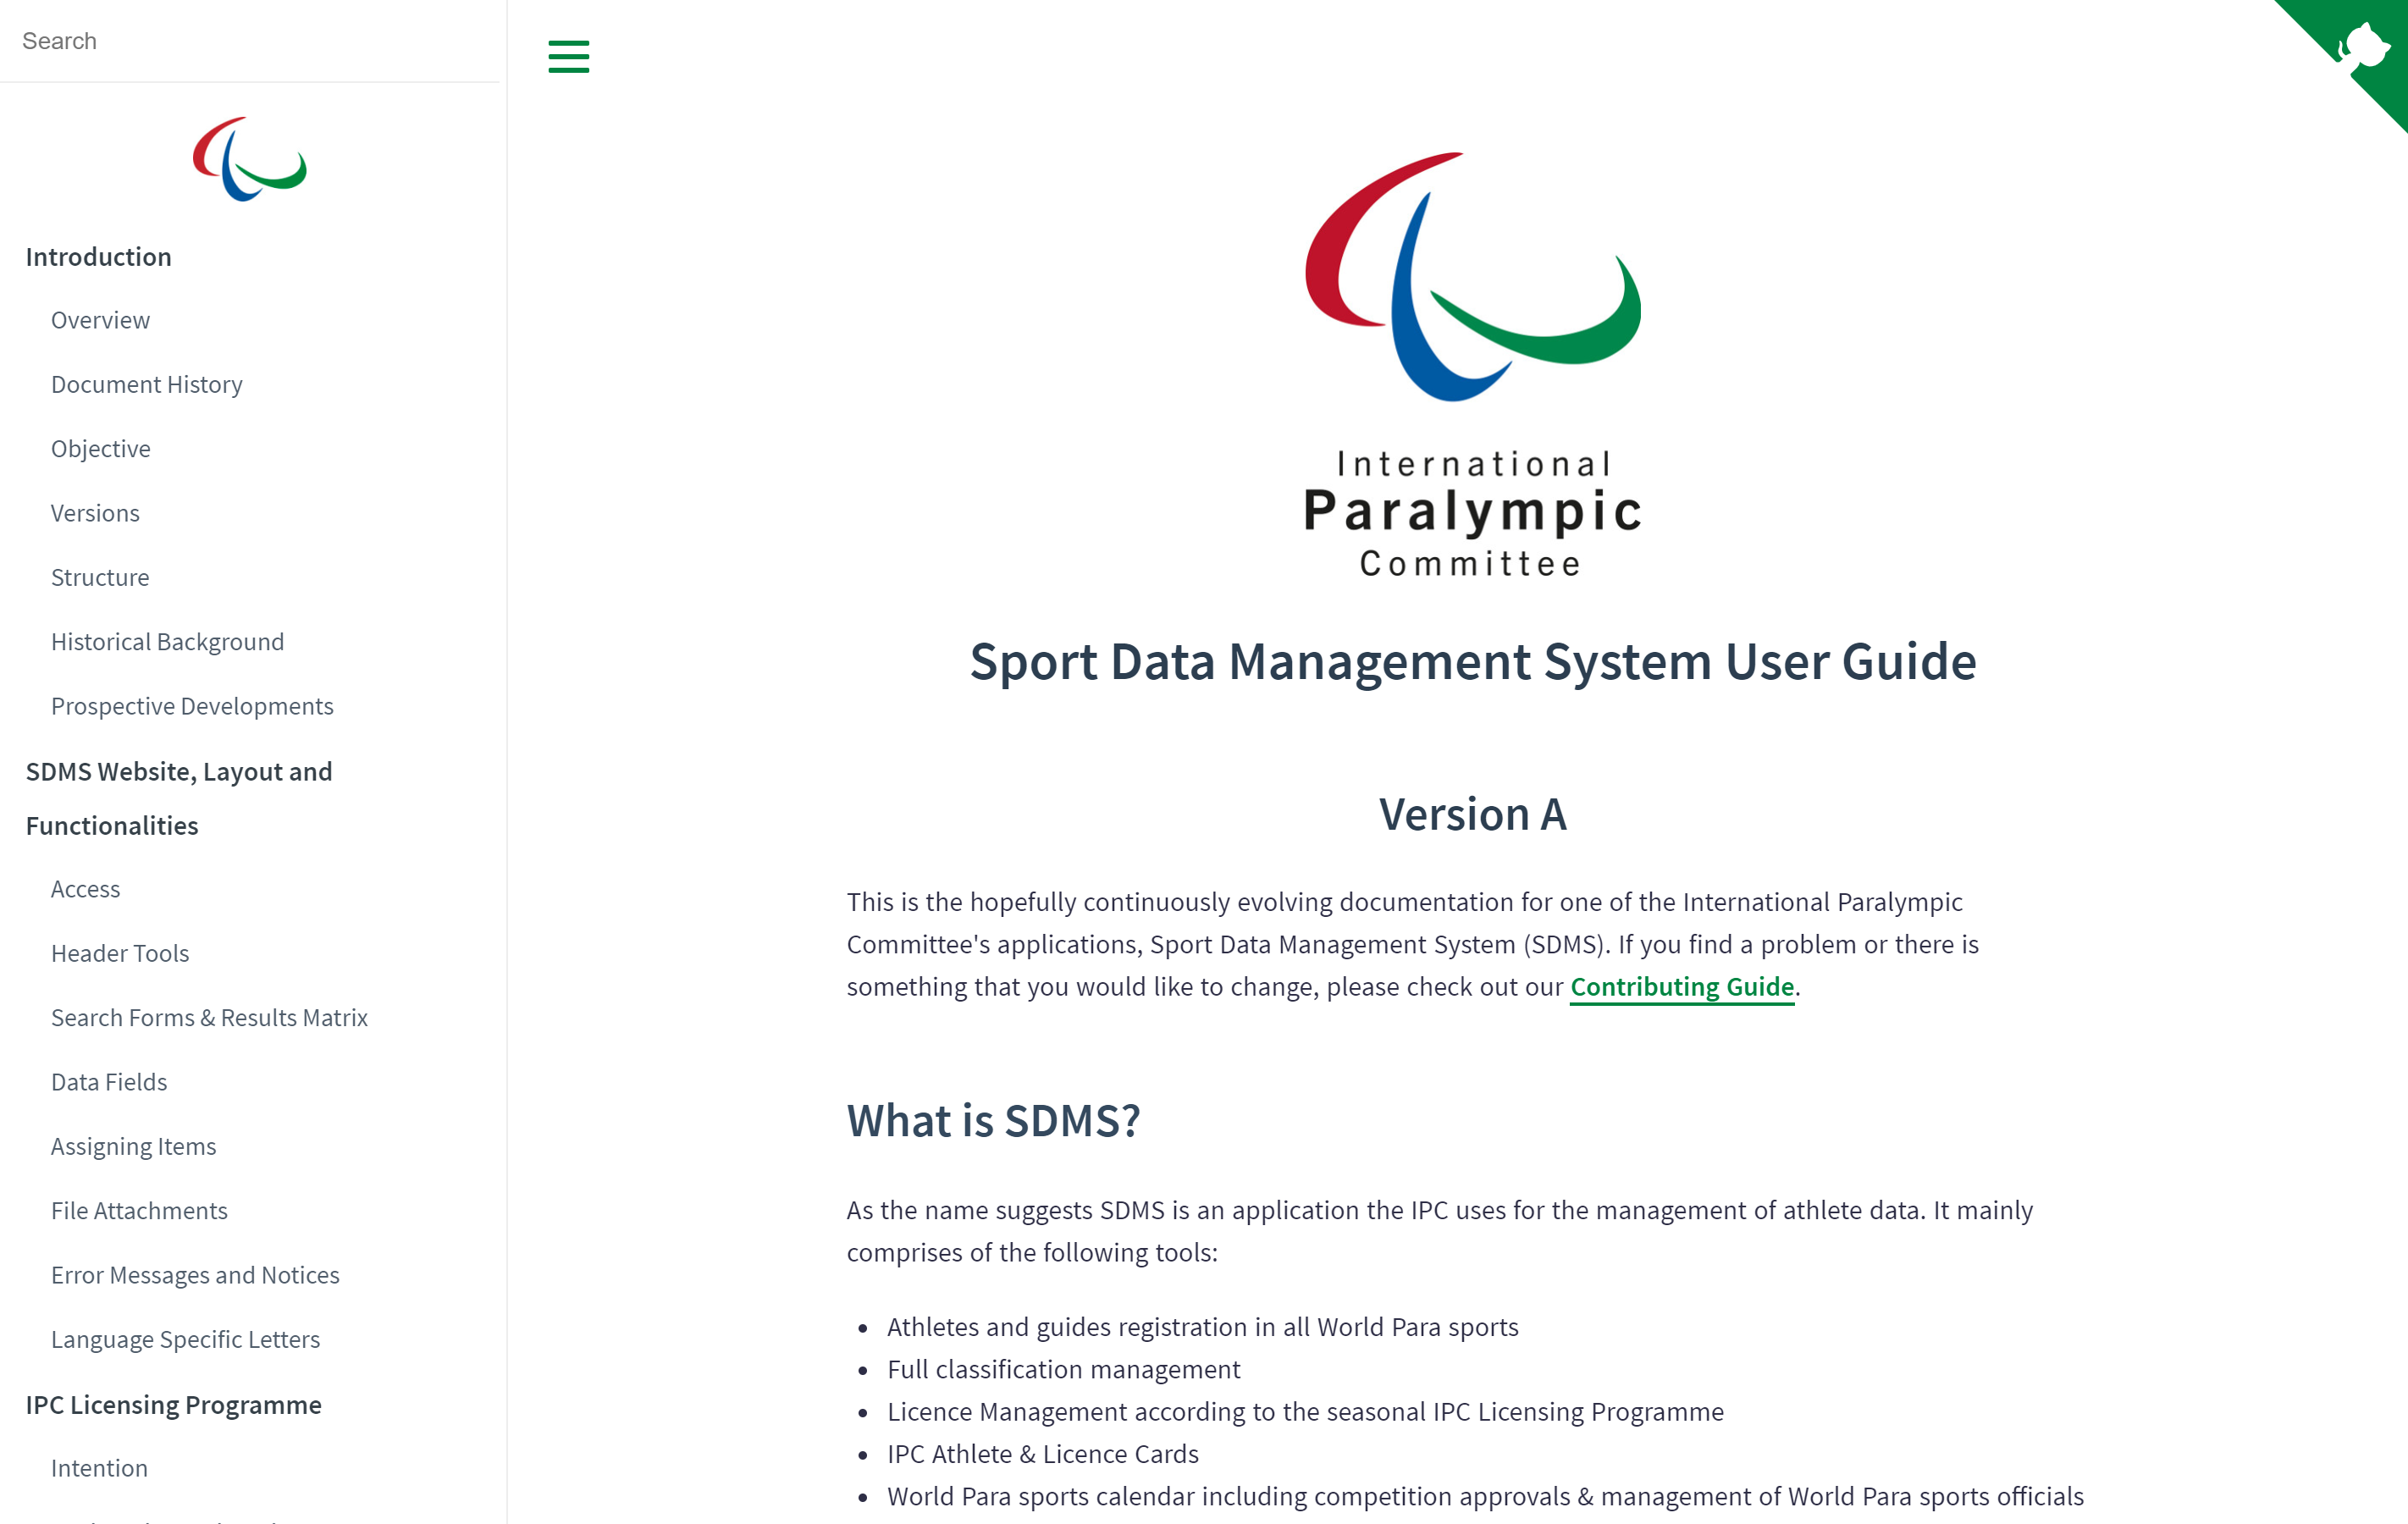 Search
Introduction
Overview
Document History
Objective
Versions
Structure
Historical Background
Prospective Developments
SDMS Website, Layout and
Functionalities
Access
Header Tools
Search Forms & Results Matrix
Data Fields
Assigning Items
File Attachments
Error Messages and Notices
Language Specific Letters
IPC Licensing Programme
Intention
International
Paralympic
Committee
Sport Data Management System User Guide
Version A
This is the hopefully continuously evolving documentation for one of the International Paralympic
Committee's applications, Sport Data Management System (SDMS). If you find a problem or there is
something that you would like to change, please check out our Contributing Guide.
What is SDMS?
As the name suggests SDMS is an application the IPC uses for the management of athlete data. It mainly
comprises of the following tools:
• Athletes and guides registration in all World Para sports
• Full classification management
• Licence Management according to the seasonal IPC Licensing Programme
• IPC Athlete & Licence Cards
• World Para sports calendar including competition approvals & management of World Para sports officials